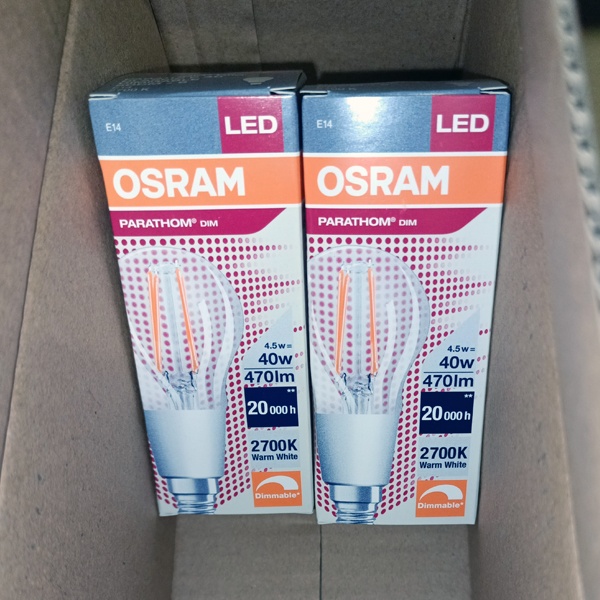 E14
LED
OSRAM
PARATHOM® DIM
4.5w=
40w
470lm
**
20 000 h
2700K
Warm White
Dimmable*
E14
LED
OSRAM
PARATHOM® DIM
4.5w=
40w
470lm
**
20 000 h
2700K
Warm White
Dimmable*